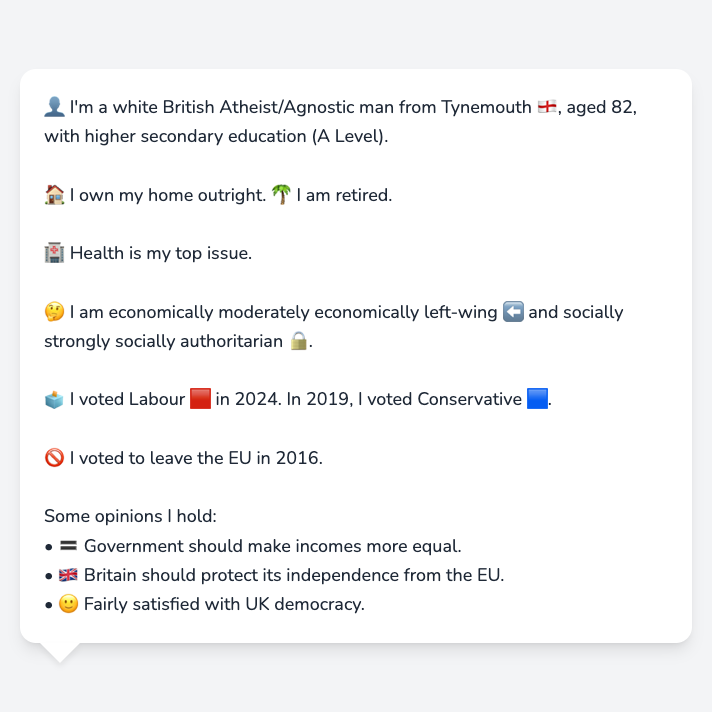 👤 I'm a white British Atheist/Agnostic man from Tynemouth 🏴󠁧󠁢󠁥󠁮󠁧󠁿, aged 82,
with higher secondary education (A Level).
🏠 I own my home outright. 🌴 I am retired.
🏥 Health is my top issue.
🤔 I am economically moderately economically left-wing ⬅️ and socially
strongly socially authoritarian 🔒.
🗳️ I voted Labour 🟥 in 2024. In 2019, I voted Conservative 🟦.
🚫 I voted to leave the EU in 2016.
Some opinions I hold:
• 🟰 Government should make incomes more equal.
• 🇬🇧 Britain should protect its independence from the EU.
• 🙂 Fairly satisfied with UK democracy.